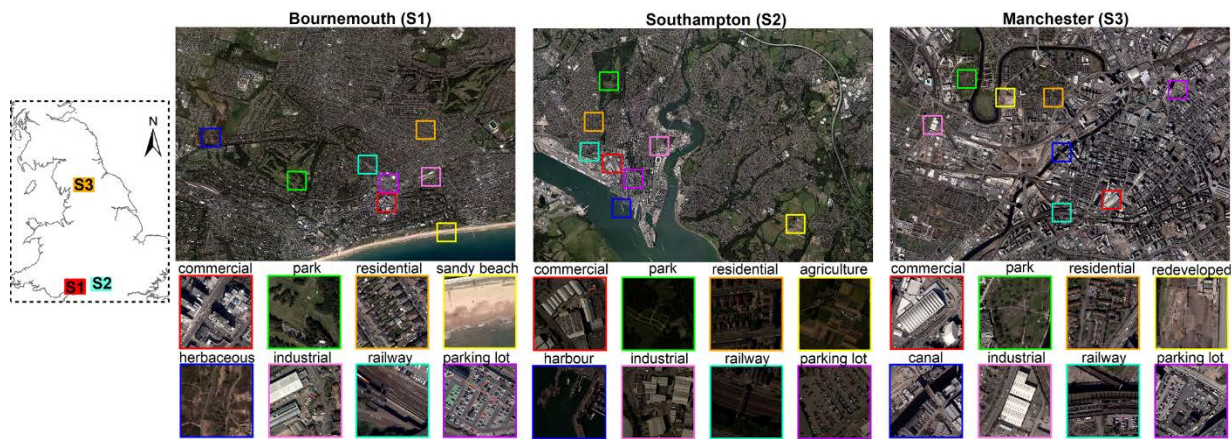 Bournemouth (S1) Southampton (S2) Manchester (S3)
N
S3
S1 S2
commercial park residential sandy beach commercial park residential agriculture commercial park residential redeveloped
herbaceous industrial railway parking lot harbour industrial railway parking lot canal industrial railway parking lot